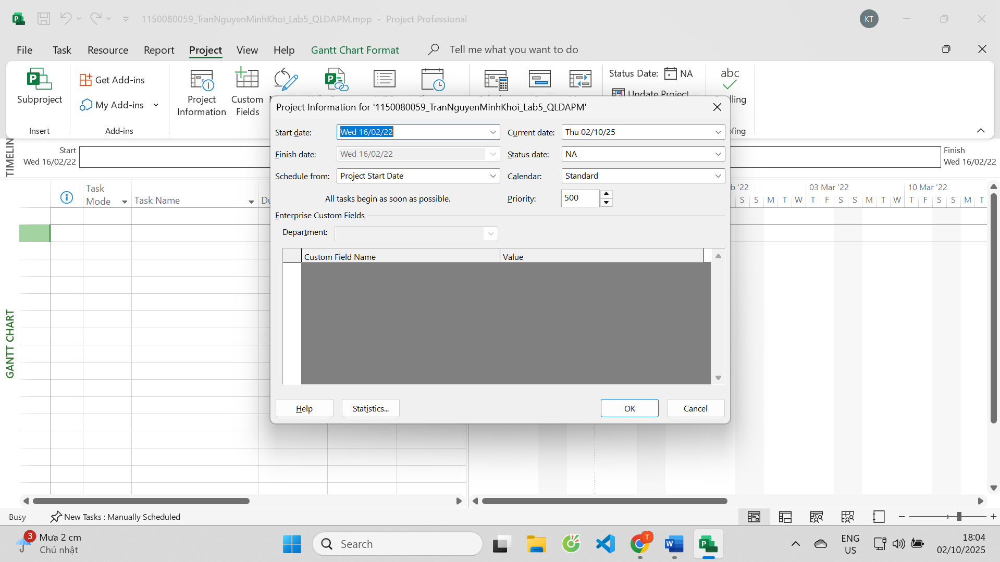 1150080059_TranNguyenMinhKhoi_Lab5_QLDAPM.mpp - Project Professional
KT
File Task Resource Report Project View Help Gantt Chart Format Tell me what you want to do
Subproject
Get Add-ins
My Add-ins
Project Information
Custom Fields
Status Date: NA
Update Project
abc
Insert
Add-ins
Project Information for '1150080059_TranNguyenMinhKhoi_Lab5_QLDAPM'
Start date: Wed 16/02/22
Current date: Thu 02/10/25
Finish date: Wed 16/02/22
Status date: NA
Schedule from: Project Start Date
Calendar: Standard
All tasks begin as soon as possible.
Priority: 500
Enterprise Custom Fields
Department:
Custom Field Name Value
Help Statistics... OK Cancel
TIMELIN
Start
Wed 16/02/22
Finish
Wed 16/02/22
Task Mode
Task Name
Du
b '22 03 Mar '22 10 Mar '22
S S M T W T F S S M T W T F S S M T
GANTT CHART
Busy
New Tasks : Manually Scheduled
3
Mưa 2 cm
Chủ nhật
Search
T
ENG
US
18:04
02/10/2025